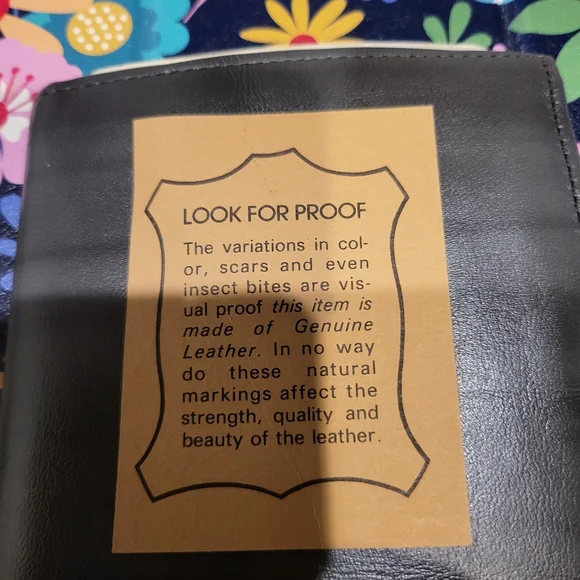 LOOK FOR PROOF
The variations in col-
or, scars and even
insect bites are vis-
ual proof this item is
made of Genuine
Leather. In no way
do these natural
markings affect the
strength, quality and
beauty of the leather.